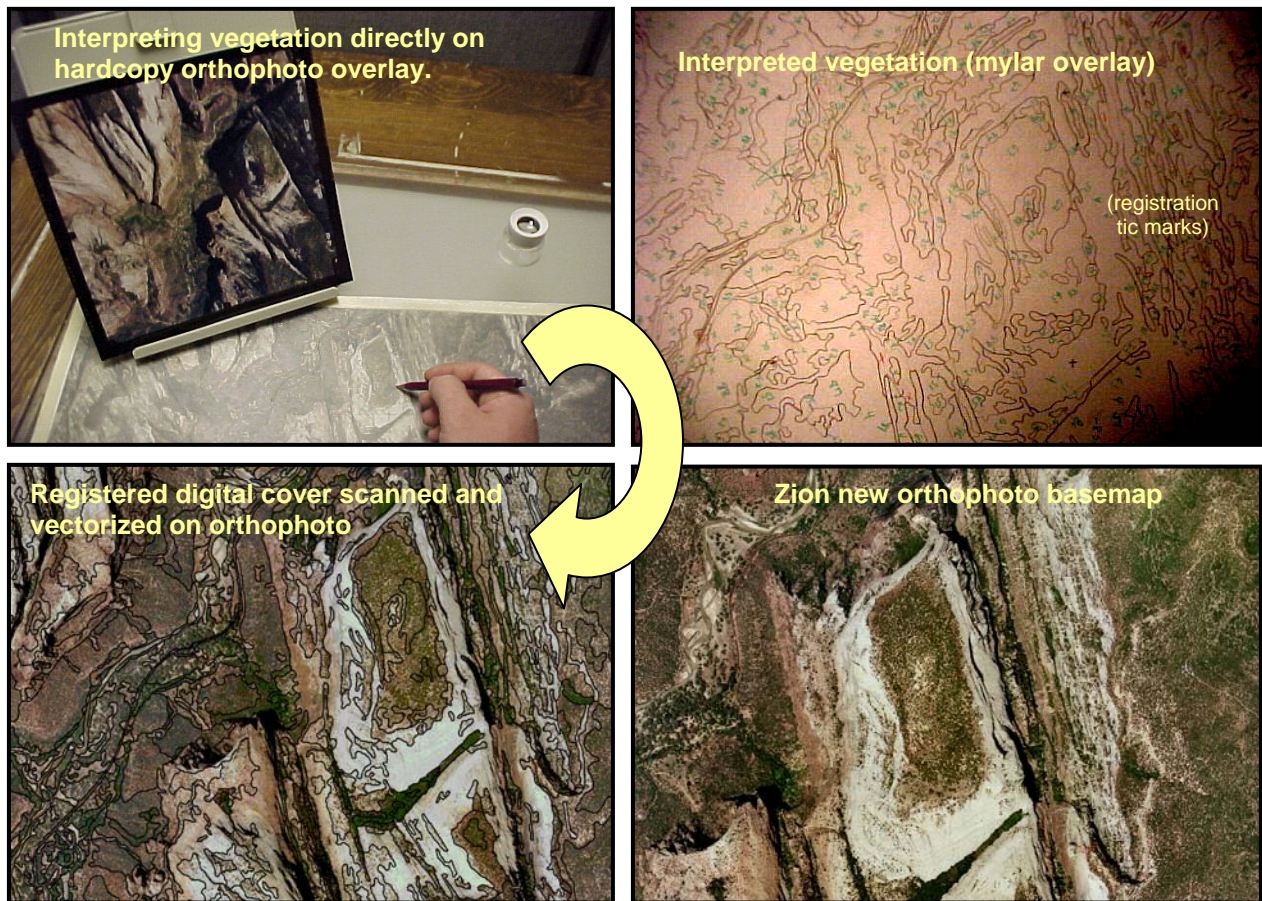 Interpreting vegetation directly on
hardcopy orthophoto overlay.
Interpreted vegetation (mylar overlay)
(registration
tic marks)
Registered digital cover scanned and
vectorized on orthophoto
Zion new orthophoto basemap